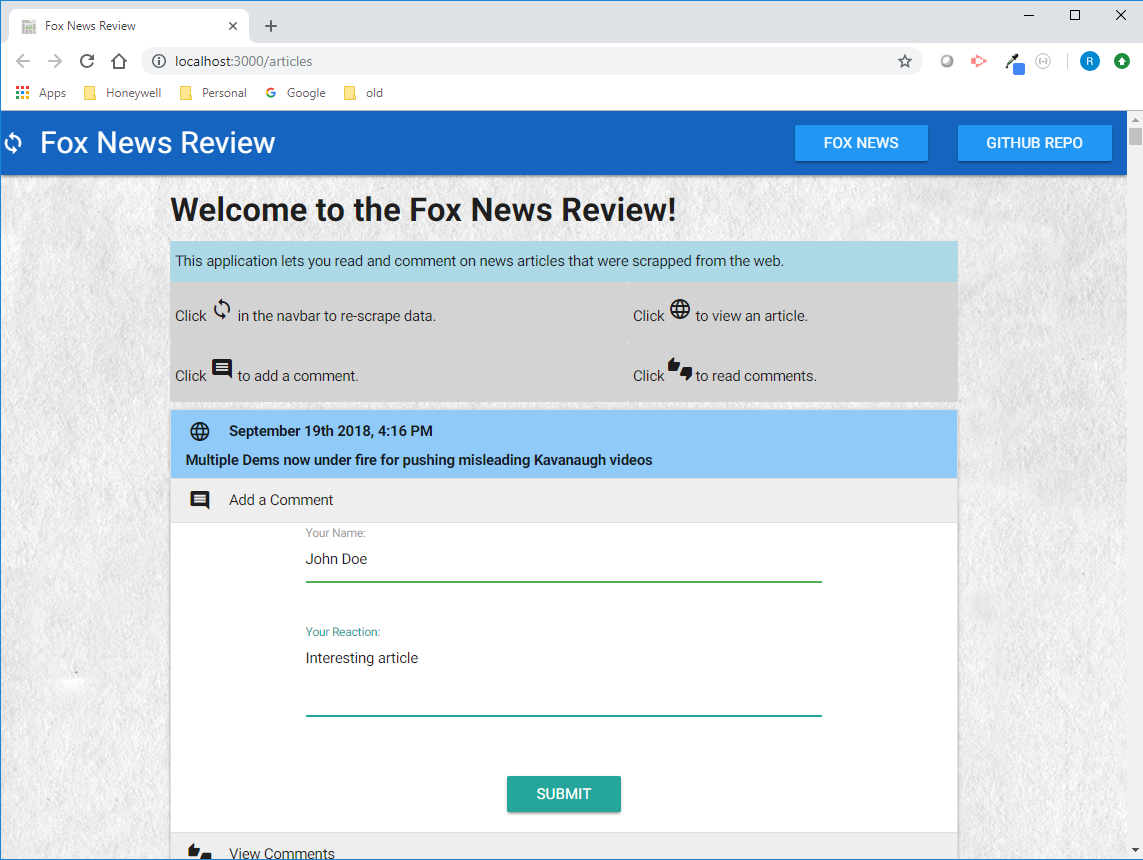 Fox News Review
localhost:3000/articles
R
Apps Honeywell Personal Google old
Fox News Review FOX NEWS GITHUB REPO
Welcome to the Fox News Review!
This application lets you read and comment on news articles that were scrapped from the web.
Click in the navbar to re-scrape data. Click to view an article.
Click to add a comment. Click to read comments.
September 19th 2018, 4:16 PM
Multiple Dems now under fire for pushing misleading Kavanaugh videos
Add a Comment
Your Name:
John Doe
Your Reaction:
Interesting article
SUBMIT
View Comments